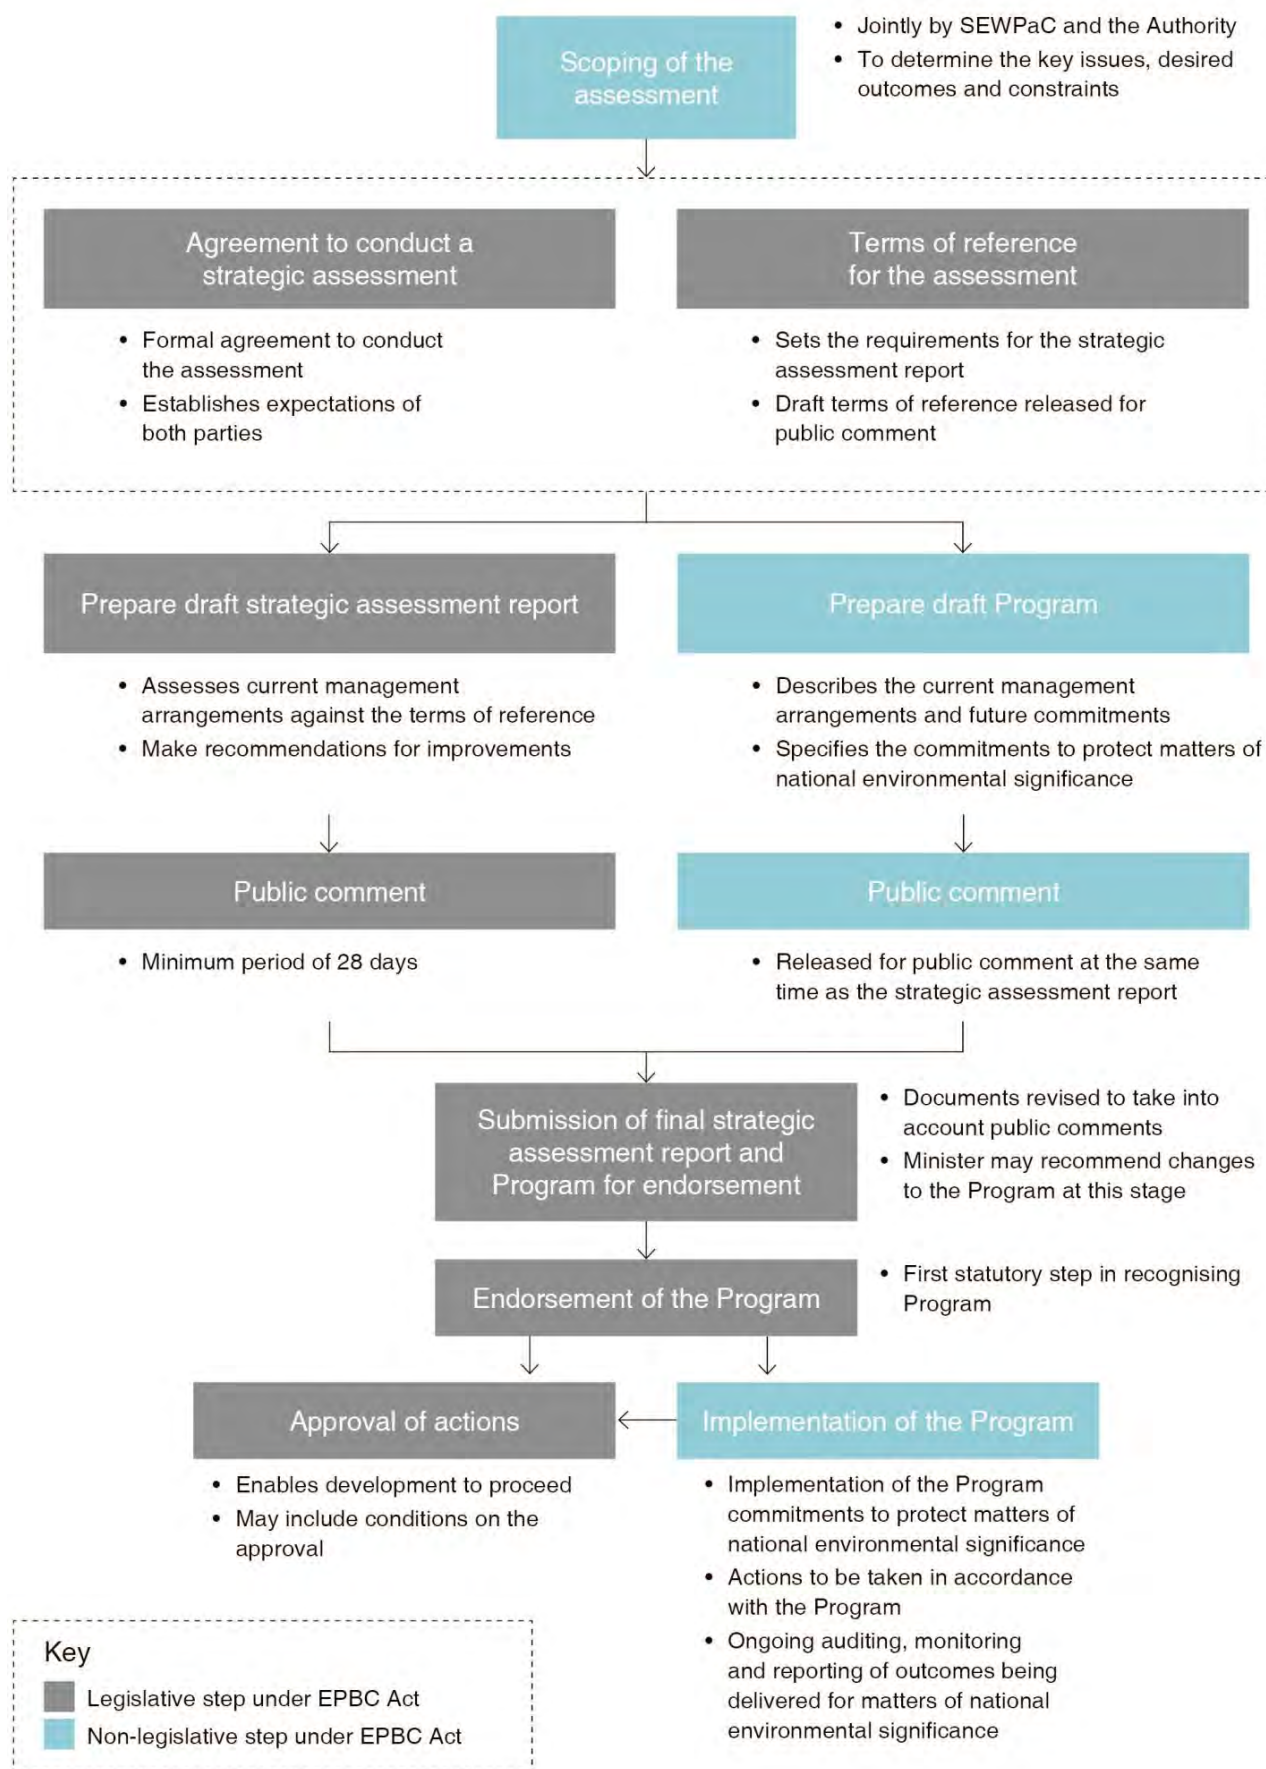 Scoping of the
assessment
• Jointly by SEWPaC and the Authority
• To determine the key issues, desired
outcomes and constraints
Agreement to conduct a
strategic assessment
• Formal agreement to conduct
the assessment
• Establishes expectations of
both parties
Terms of reference
for the assessment
• Sets the requirements for the strategic
assessment report
• Draft terms of reference released for
public comment
Prepare draft strategic assessment report
• Assesses current management
arrangements against the terms of reference
• Make recommendations for improvements
Prepare draft Program
• Describes the current management
arrangements and future commitments
• Specifies the commitments to protect matters of
national environmental significance
Public comment
• Minimum period of 28 days
Public comment
• Released for public comment at the same
time as the strategic assessment report
Submission of final strategic
assessment report and
Program for endorsement
• Documents revised to take into
account public comments
• Minister may recommend changes
to the Program at this stage
Endorsement of the Program
• First statutory step in recognising
Program
Approval of actions
• Enables development to proceed
• May include conditions on the
approval
Implementation of the Program
• Implementation of the Program
commitments to protect matters of
national environmental significance
• Actions to be taken in accordance
with the Program
• Ongoing auditing, monitoring
and reporting of outcomes being
delivered for matters of national
environmental significance
Key
Legislative step under EPBC Act
Non-legislative step under EPBC Act